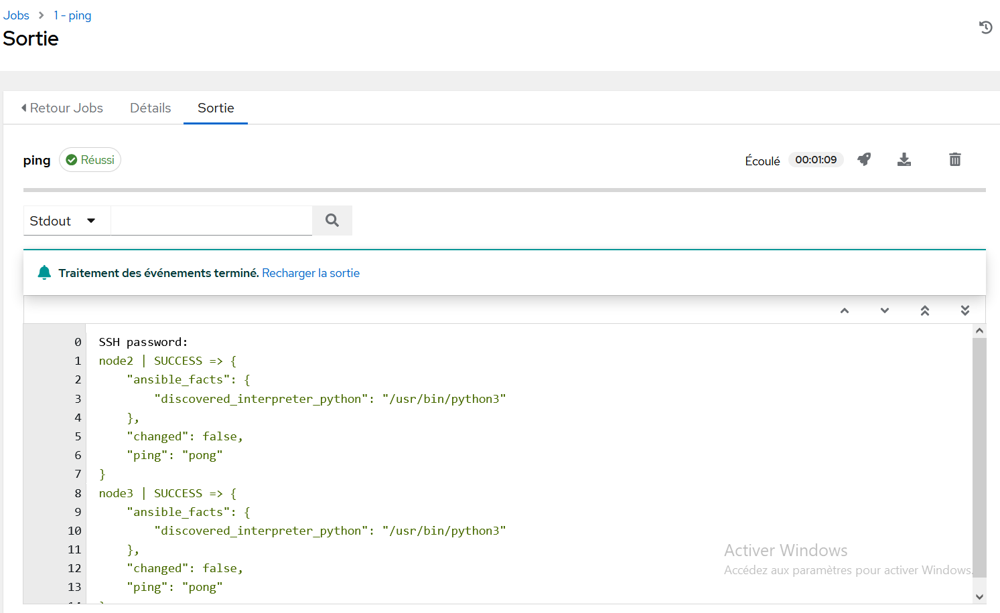 Jobs > 1 - ping
Sortie
Retour Jobs Détails Sortie
ping Réussi Écoulé 00:01:09
Stdout
Traitement des événements terminé. Recharger la sortie
0 SSH password:
1 node2 | SUCCESS => {
2     "ansible_facts": {
3         "discovered_interpreter_python": "/usr/bin/python3"
4     },
5     "changed": false,
6     "ping": "pong"
7 }
8 node3 | SUCCESS => {
9     "ansible_facts": {
10         "discovered_interpreter_python": "/usr/bin/python3"
11     },
12     "changed": false,
13     "ping": "pong"
Activer Windows
Accédez aux paramètres pour activer Windows.